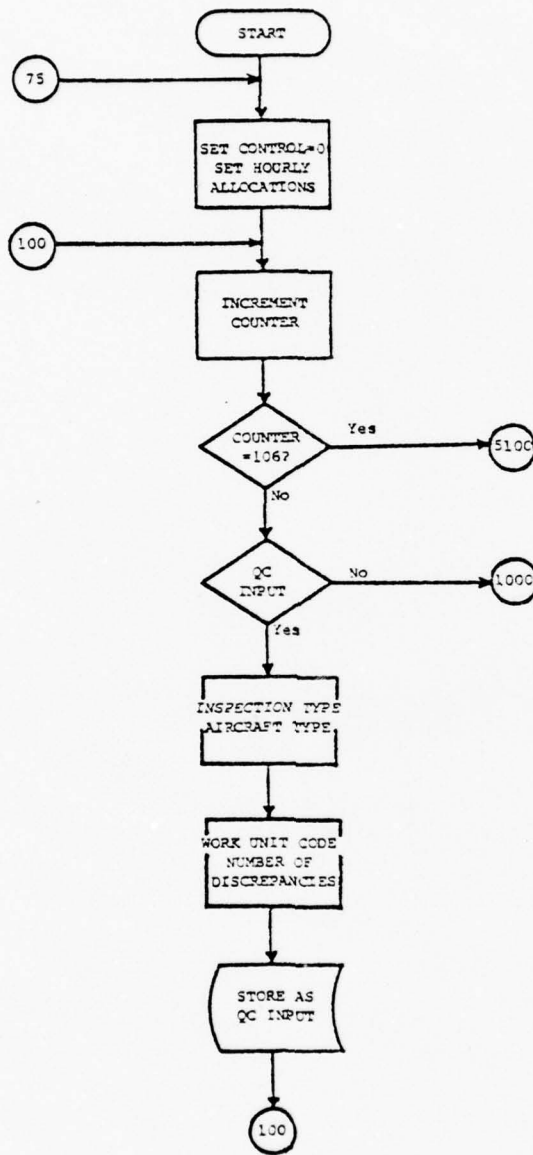 START
75
SET CONTROL=0
SET HOURLY
ALLOCATIONS
100
INCREMENT
COUNTER
COUNTER
=106?
Yes
5100
No
QC
INPUT
No
1000
Yes
INSPECTION TYPE
AIRCRAFT TYPE
WORK UNIT CODE
NUMBER OF
DISCREPANCIES
STORE AS
QC INPUT
100